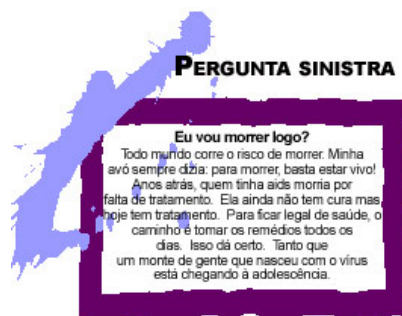 PERGUNTA SINISTRA
Eu vou morrer logo?
Todo mundo corre o risco de morrer. Minha
avó sempre dizia: para morrer, basta estar vivo!
Anos atrás, quem tinha aids morria por
falta de tratamento. Ela ainda não tem cura mas,
hoje tem tratamento. Para ficar legal de saúde, o
caminho é tomar os remédios todos os
dias. Isso dá certo. Tanto que
um monte de gente que nasceu com o vírus
está chegando à adolescência.